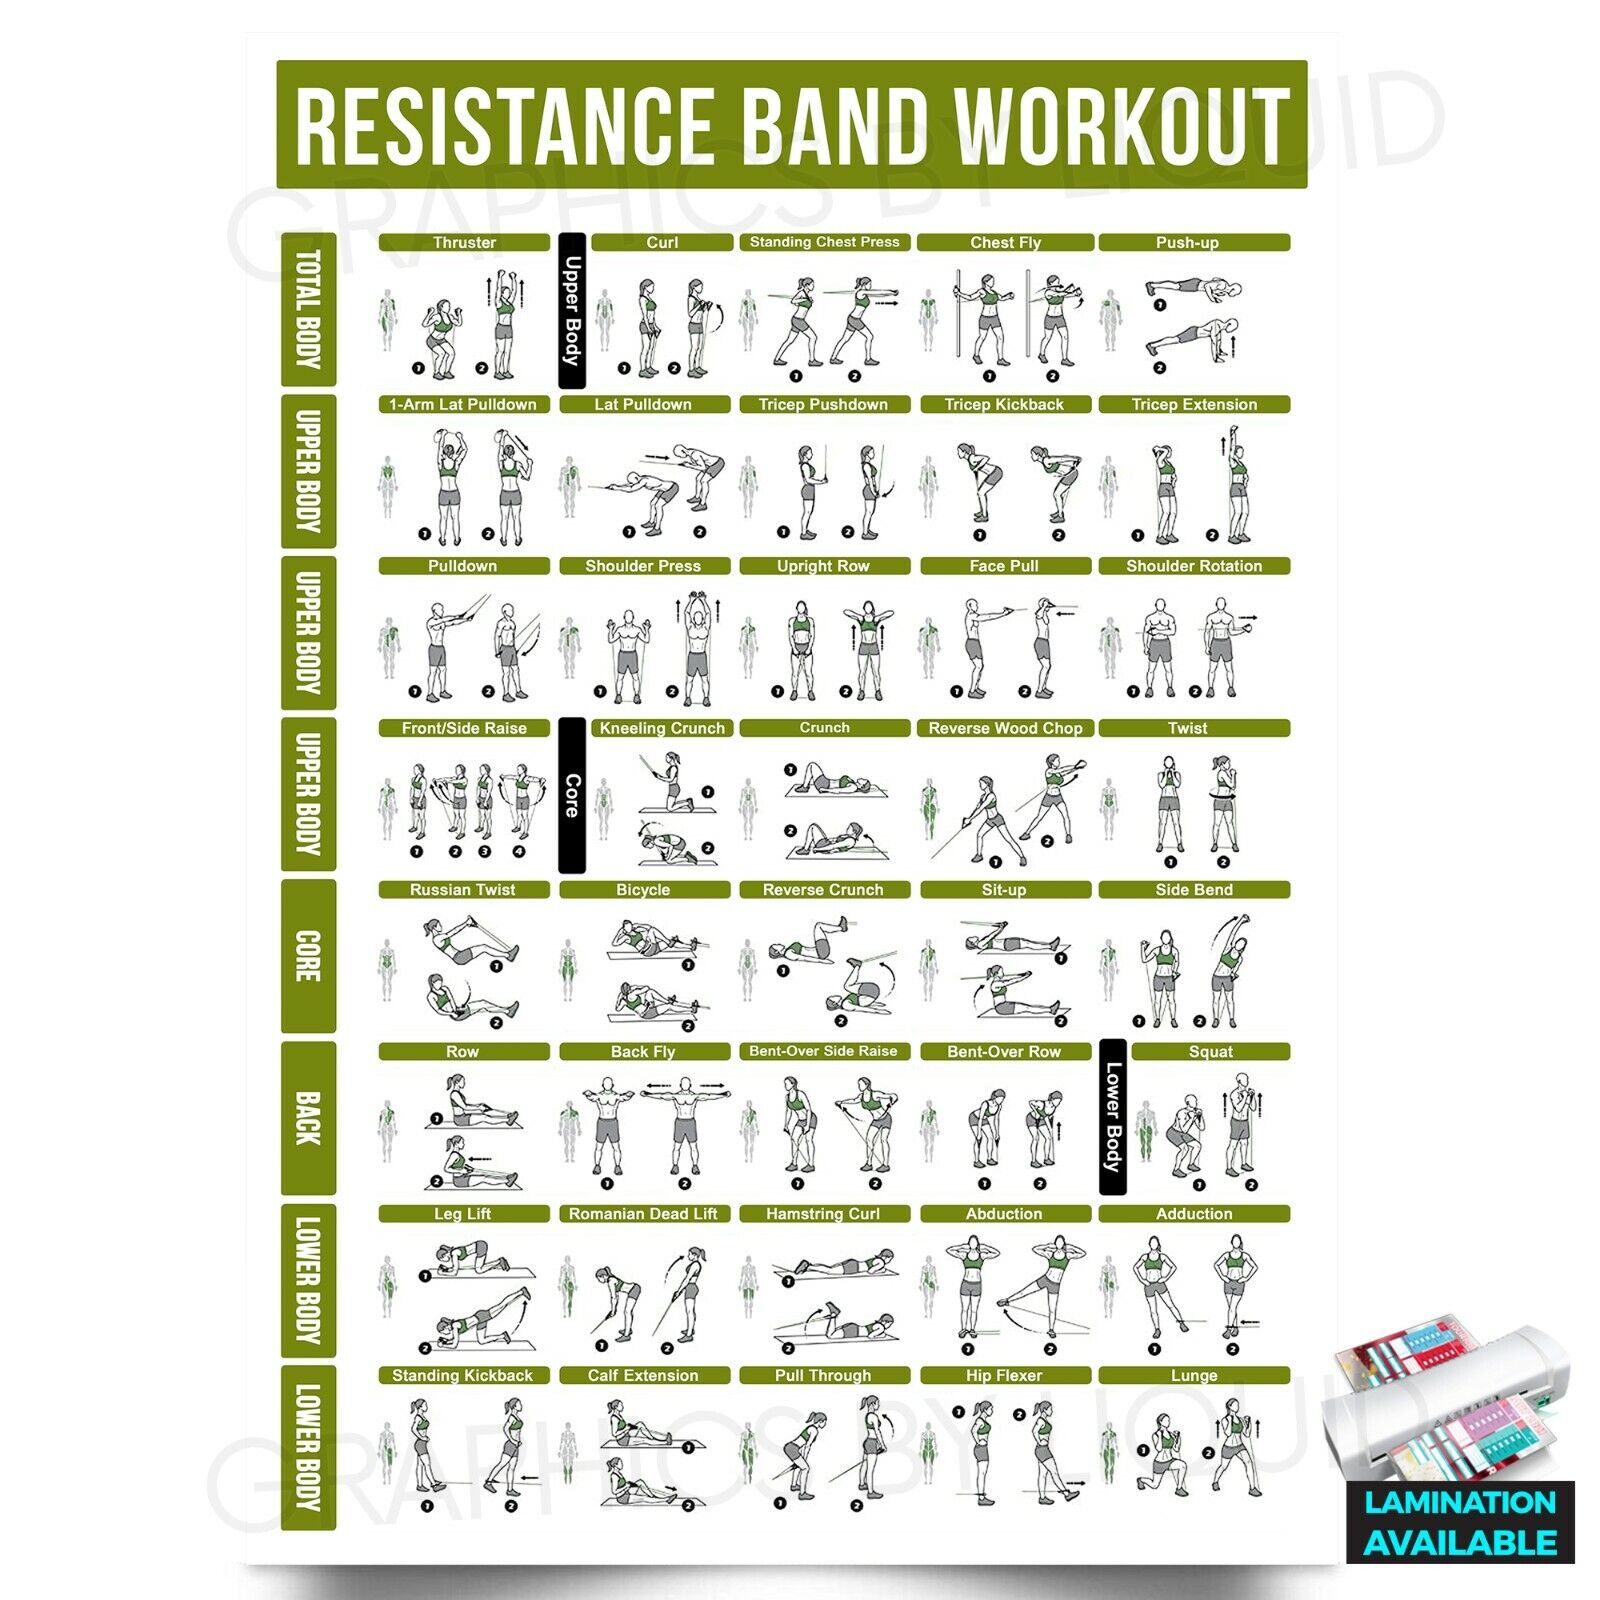 RESISTANCE BAND WORKOUT
GRAPHICS BY LIQUID
TOTAL BODY
Thruster
Upper Body
Curl
Standing Chest Press
Chest Fly
Push-up
1 2
1 2
1 2
1 2
1
2
UPPER BODY
1-Arm Lat Pulldown
Lat Pulldown
Tricep Pushdown
Tricep Kickback
Tricep Extension
1 2
1 2
1 2
1 2
1 2
UPPER BODY
Pulldown
Shoulder Press
Upright Row
Face Pull
Shoulder Rotation
1 2
1 2
1 2
1 2
1 2
UPPER BODY
Front/Side Raise
Core
Kneeling Crunch
Crunch
Reverse Wood Chop
Twist
1 2 3 4
1
2
1
2
1 2
1 2
CORE
Russian Twist
Bicycle
Reverse Crunch
Sit-up
Side Bend
1
2
1
2
1
2
1
2
1 2
BACK
Row
Back Fly
Bent-Over Side Raise
Bent-Over Row
Lower Body
Squat
1
2
1 2
1 2
1 2
1 2
LOWER BODY
Leg Lift
Romanian Dead Lift
Hamstring Curl
Abduction
Adduction
1
2
1 2
1
2
1 2
1 2
LOWER BODY
Standing Kickback
Calf Extension
Pull Through
Hip Flexer
Lunge
1 2
1
2
1 2
1 2
1 2
GRAPHICS BY LIQUID
LAMINATION
AVAILABLE